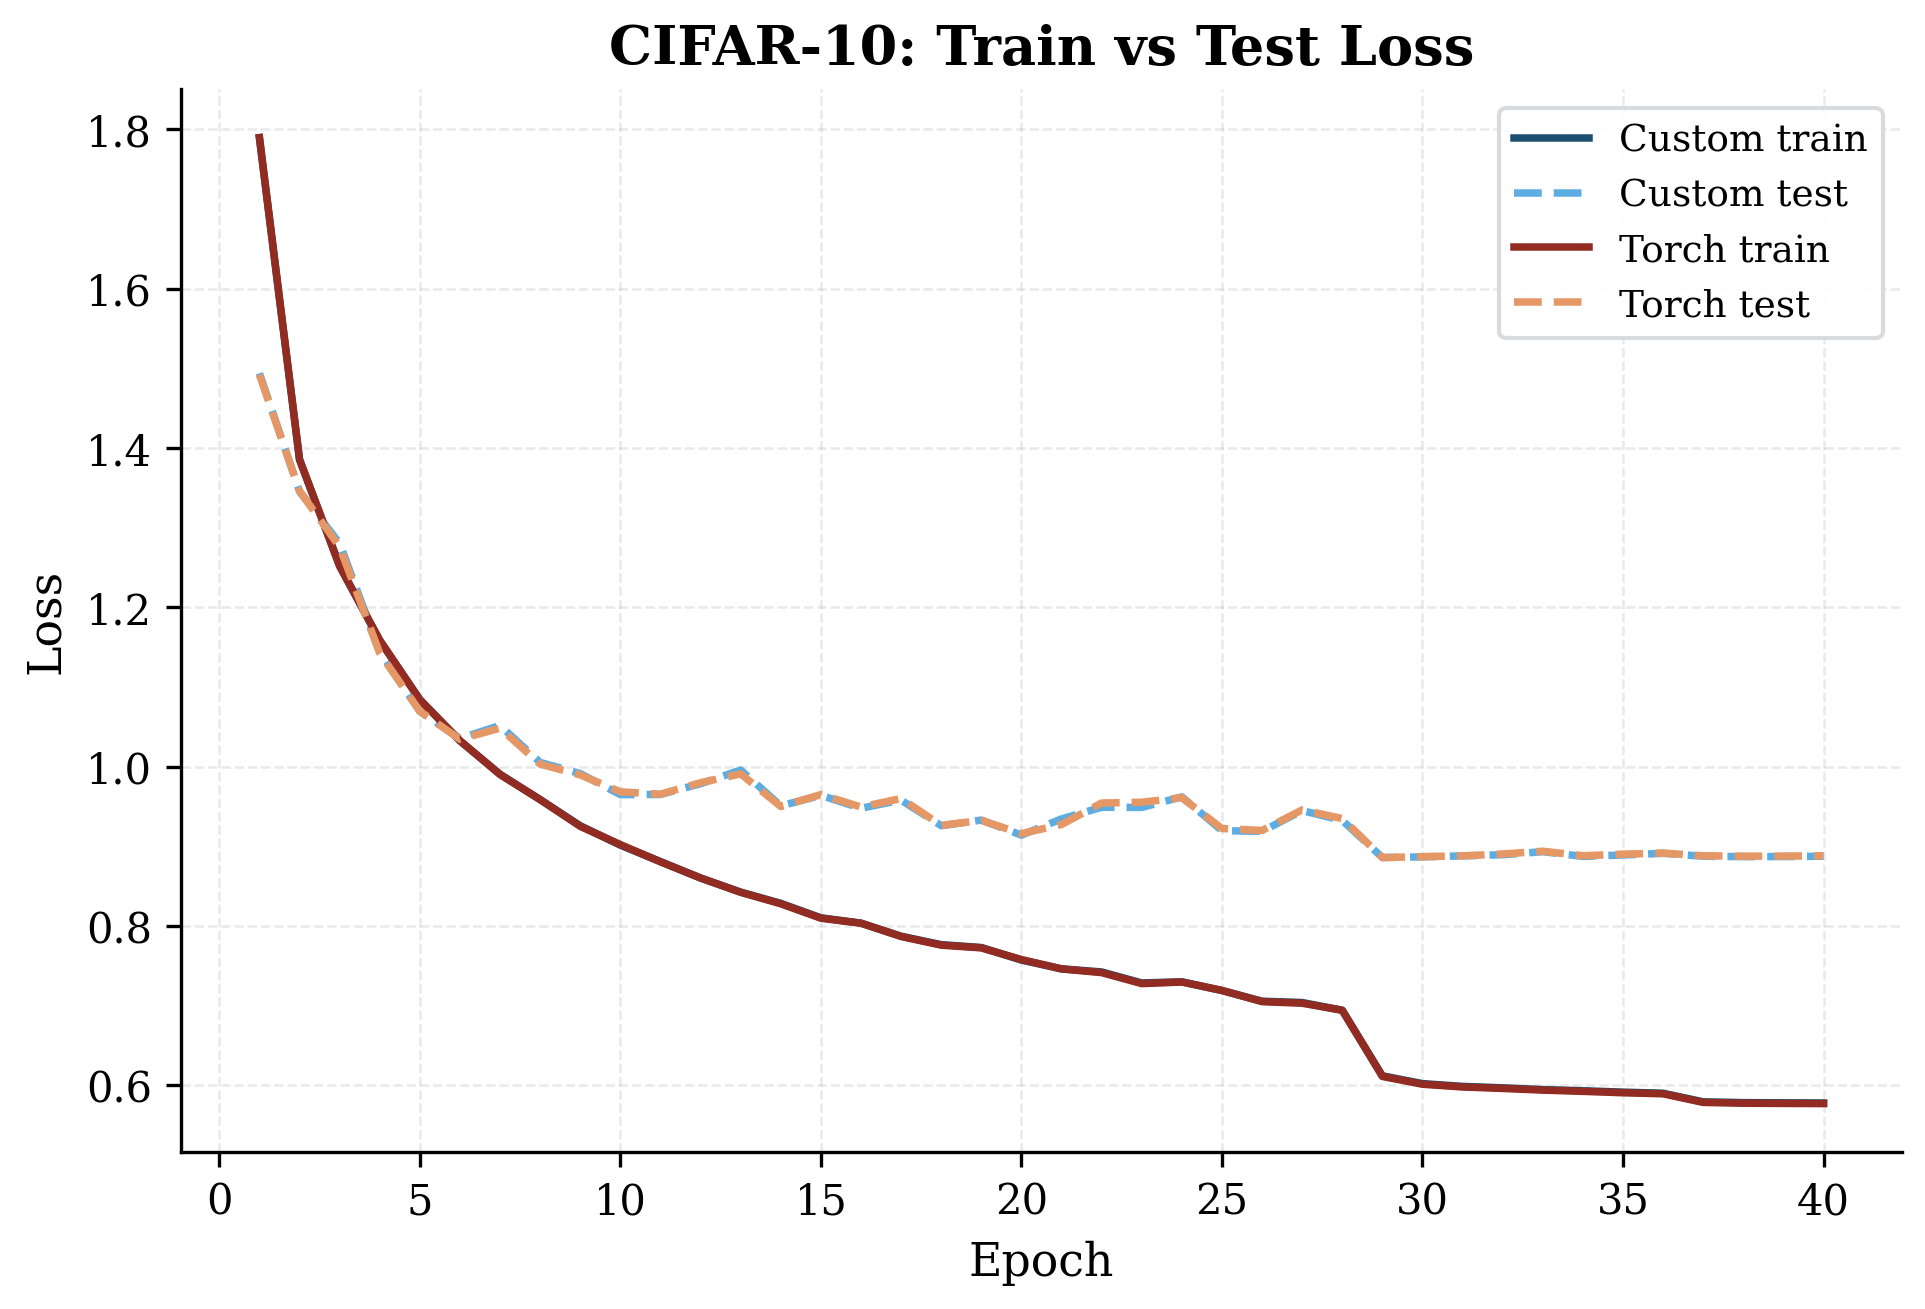 CIFAR-10: Train vs Test Loss
Custom train
Custom test
Torch train
Torch test
Loss
1.8
1.6
1.4
1.2
1.0
0.8
0.6
0 5 10 15 20 25 30 35 40
Epoch